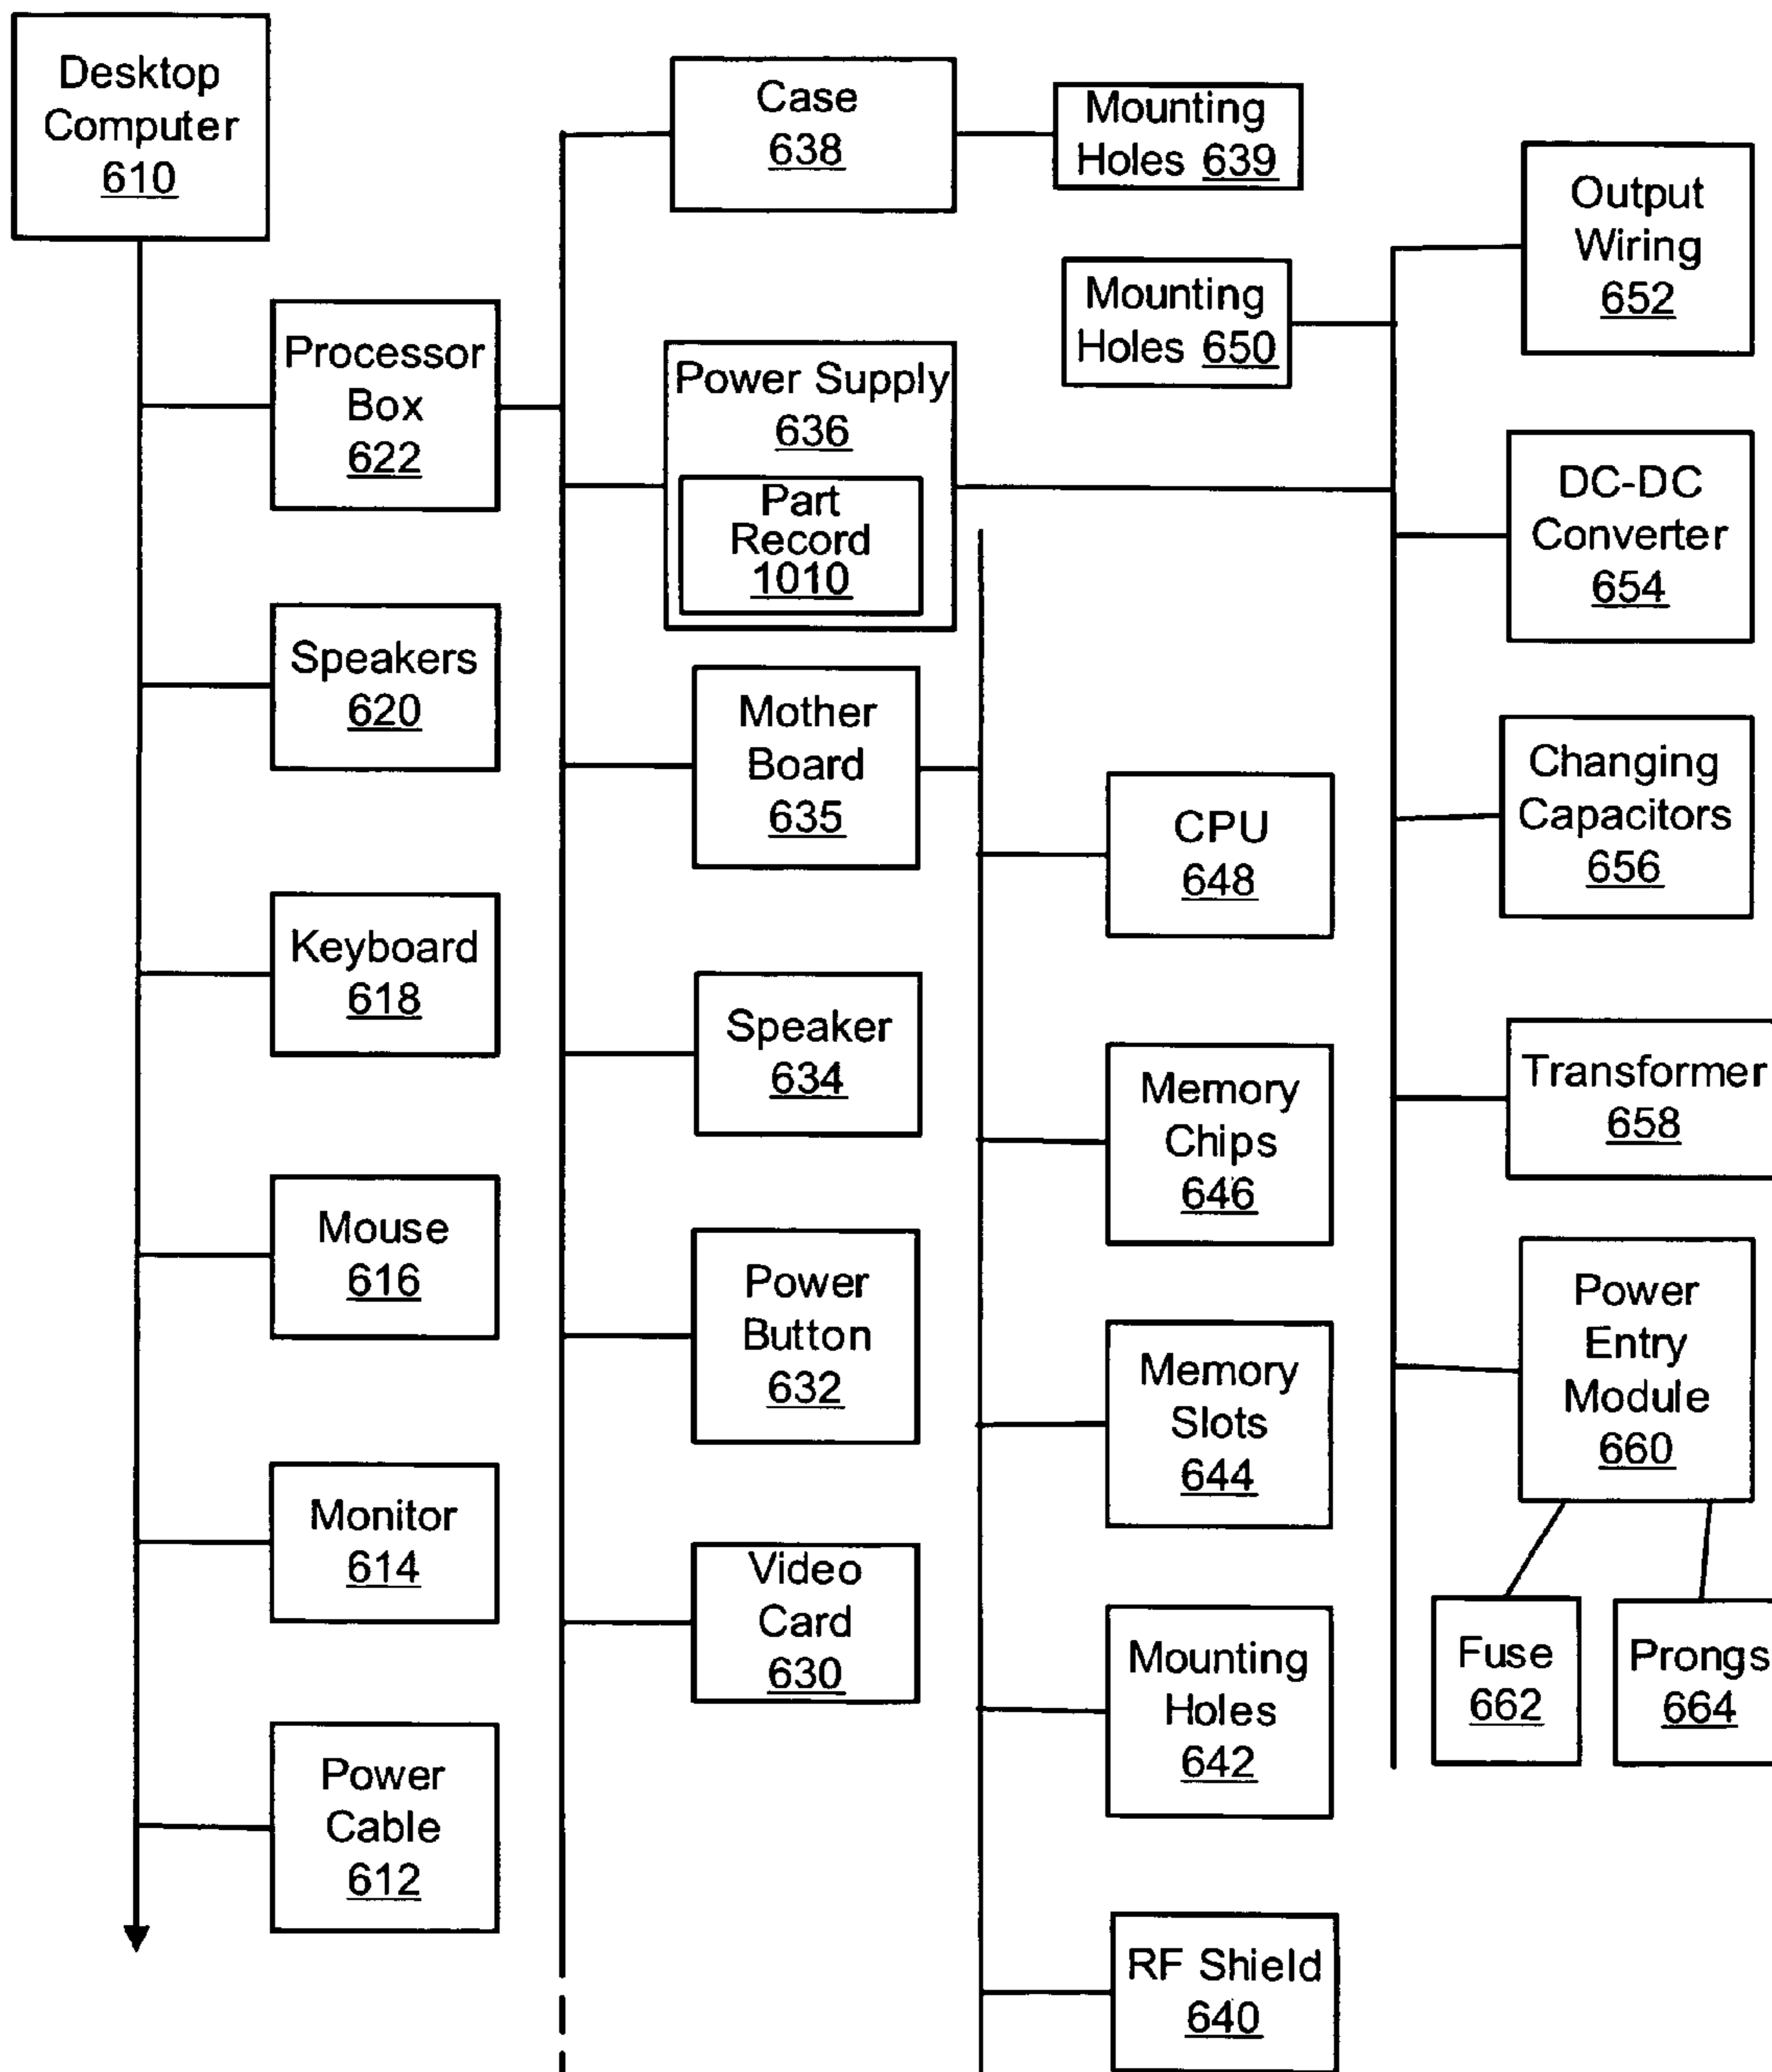 Desktop
Computer
610
Processor
Box
622
Speakers
620
Keyboard
618
Mouse
616
Monitor
614
Power
Cable
612
Case
638
Mounting
Holes 639
Power Supply
636
Part
Record
1010
Mother
Board
635
Speaker
634
Power
Button
632
Video
Card
630
Mounting
Holes 650
CPU
648
Memory
Chips
646
Memory
Slots
644
Mounting
Holes
642
RF Shield
640
Output
Wiring
652
DC-DC
Converter
654
Changing
Capacitors
656
Transformer
658
Power
Entry
Module
660
Fuse
662
Prongs
664